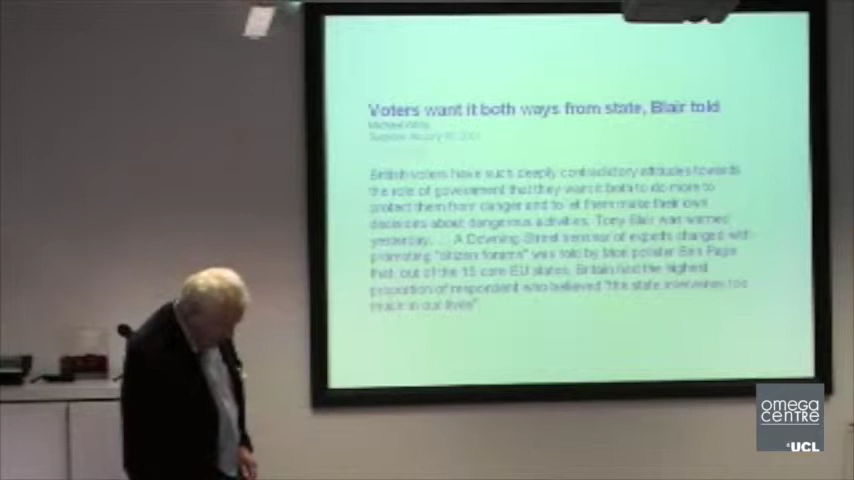 Voters want it both ways from state, Blair told
British voters have such deeply contradictory attitudes towards
the role of government that they want it both to do more to
protect them from danger and to let them make their own
decisions about dangerous activities, Tony Blair was warned
yesterday. ... A Downing Street seminar of experts charged with
promoting "citizen forums" was told by Mori pollster Ben Page
that, out of the 15 core EU states, Britain had the highest
proportion of respondent who believed "the state intervenes too
much in our lives".
omega
CENTRE
UCL